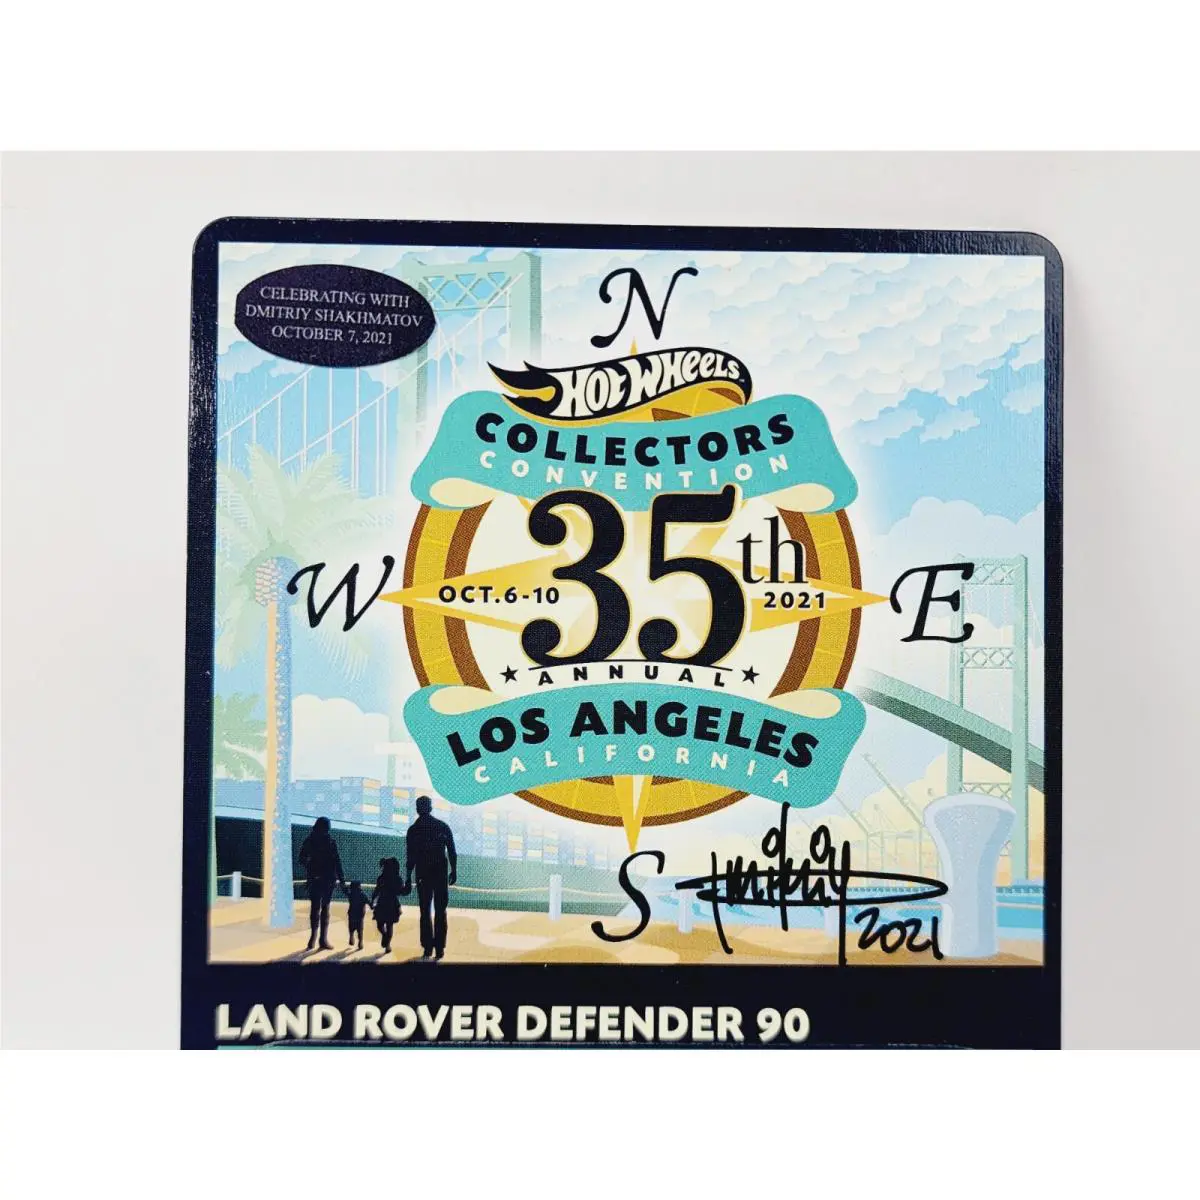 CELEBRATING WITH
DMITRIY SHAKHMATOV
OCTOBER 7, 2021
N
HOT WHEELS
COLLECTORS
CONVENTION
35th
W
OCT.6-10
2021
E
ANNUAL
LOS ANGELES
CALIFORNIA
S
Dmitriy
2021
LAND ROVER DEFENDER 90